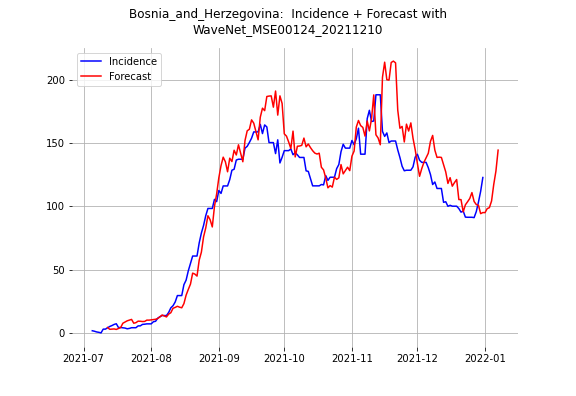 Bosnia_and_Herzegovina:  Incidence + Forecast with
WaveNet_MSE00124_20211210
Incidence
Forecast
200
150
100
50
0
2021-07 2021-08 2021-09 2021-10 2021-11 2021-12 2022-01